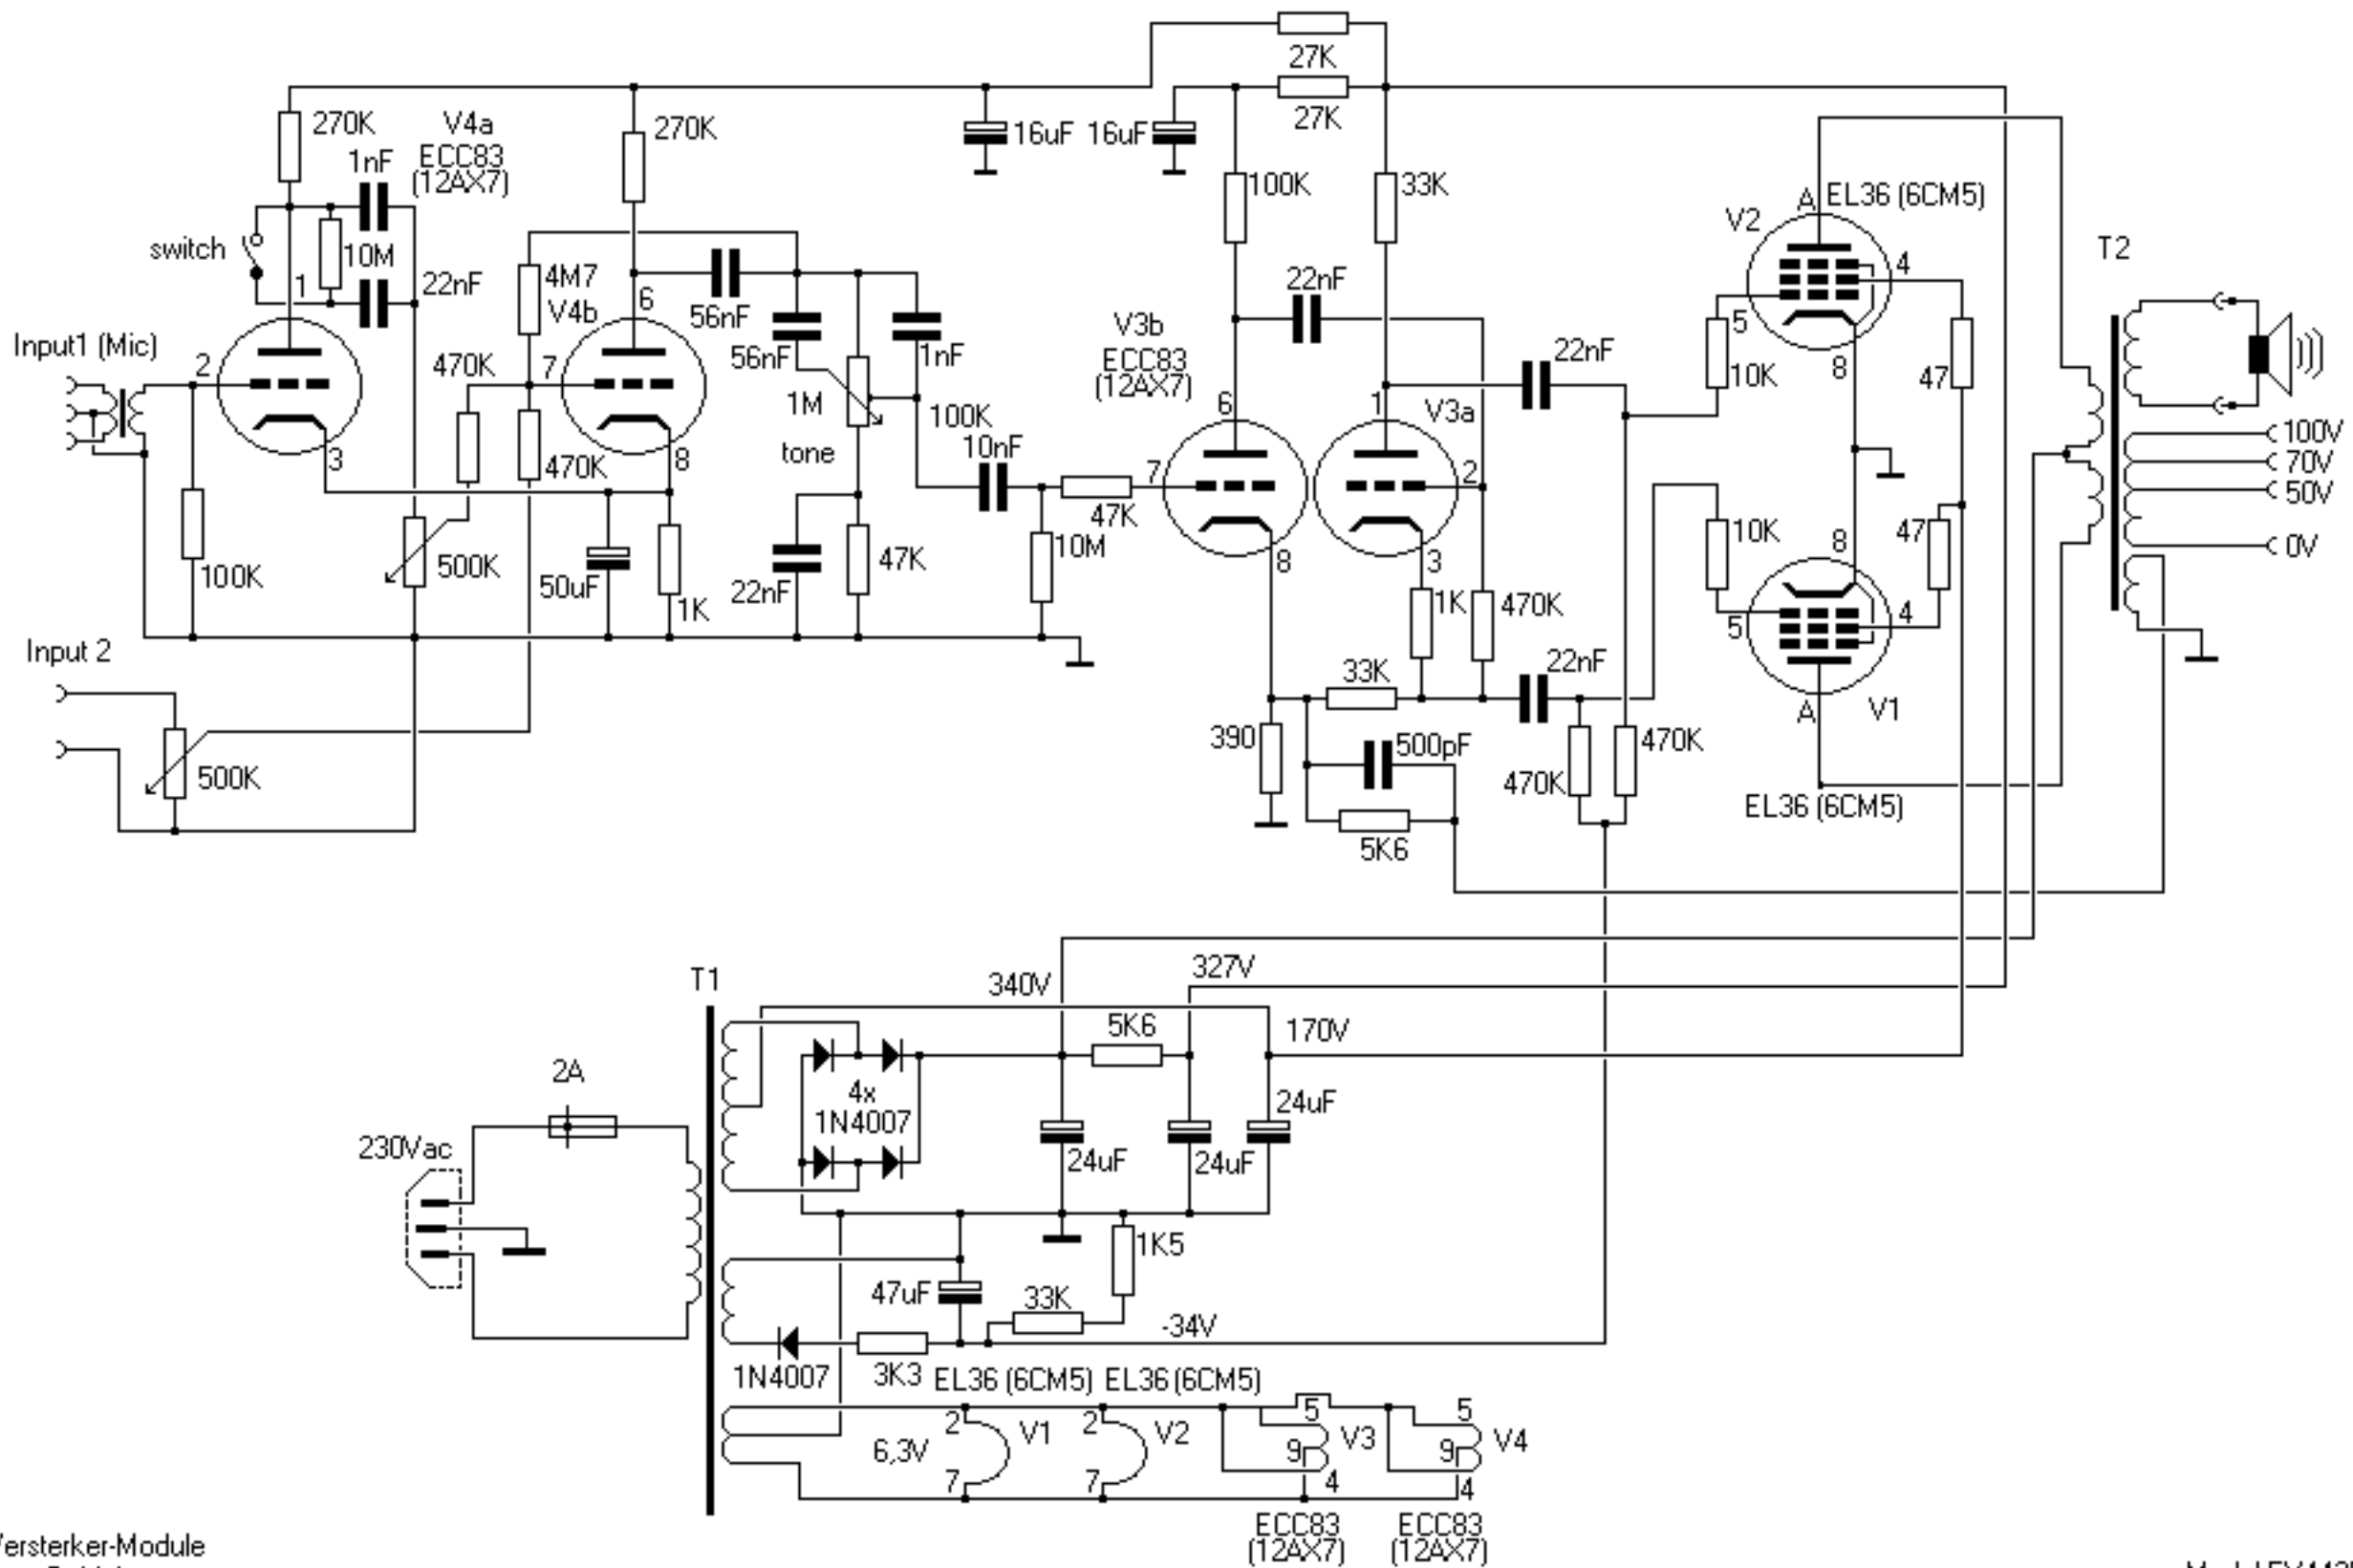 27K
27K
270K
V4a
ECC83
(12AX7)
1nF
270K
16uF
16uF
100K
33K
A
EL36 (6CM5)
V2
4
T2
switch
10M
1
22nF
4M7
V4b
6
56nF
56nF
1nF
22nF
V3b
ECC83
(12AX7)
22nF
5
10K
8
47
Input1 (Mic)
2
470K
7
1M
100K
6
1
V3a
100V
70V
50V
0V
3
470K
8
tone
10nF
7
47K
2
10K
8
47
100K
500K
50uF
1K
22nF
47K
10M
8
3
1K
470K
5
4
Input 2
33K
22nF
A
V1
500K
390
500pF
470K
470K
EL36 (6CM5)
5K6
T1
340V
327V
5K6
170V
2A
4x
1N4007
24uF
230Vac
24uF
24uF
1K5
47uF
33K
-34V
1N4007
3K3
EL36 (6CM5)
EL36 (6CM5)
6,3V
2
V1
7
2
V2
7
5
9
V3
4
5
9
V4
4
ECC83
(12AX7)
ECC83
(12AX7)
ersterker-Module